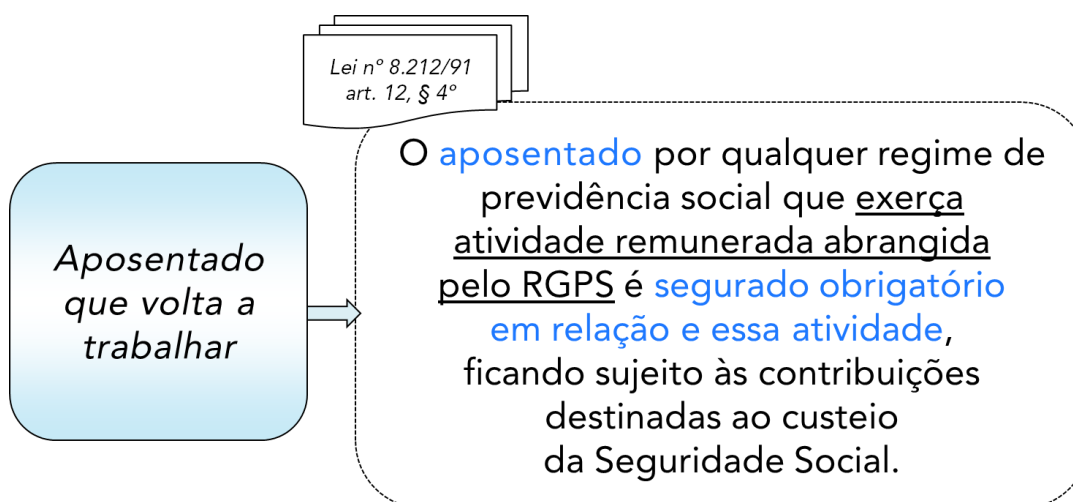 Lei nº 8.212/91
art. 12, § 4º
O aposentado por qualquer regime de
previdência social que exerça
atividade remunerada abrangida
pelo RGPS é segurado obrigatório
em relação e essa atividade,
ficando sujeito às contribuições
destinadas ao custeio
da Seguridade Social.
Aposentado
que volta a
trabalhar